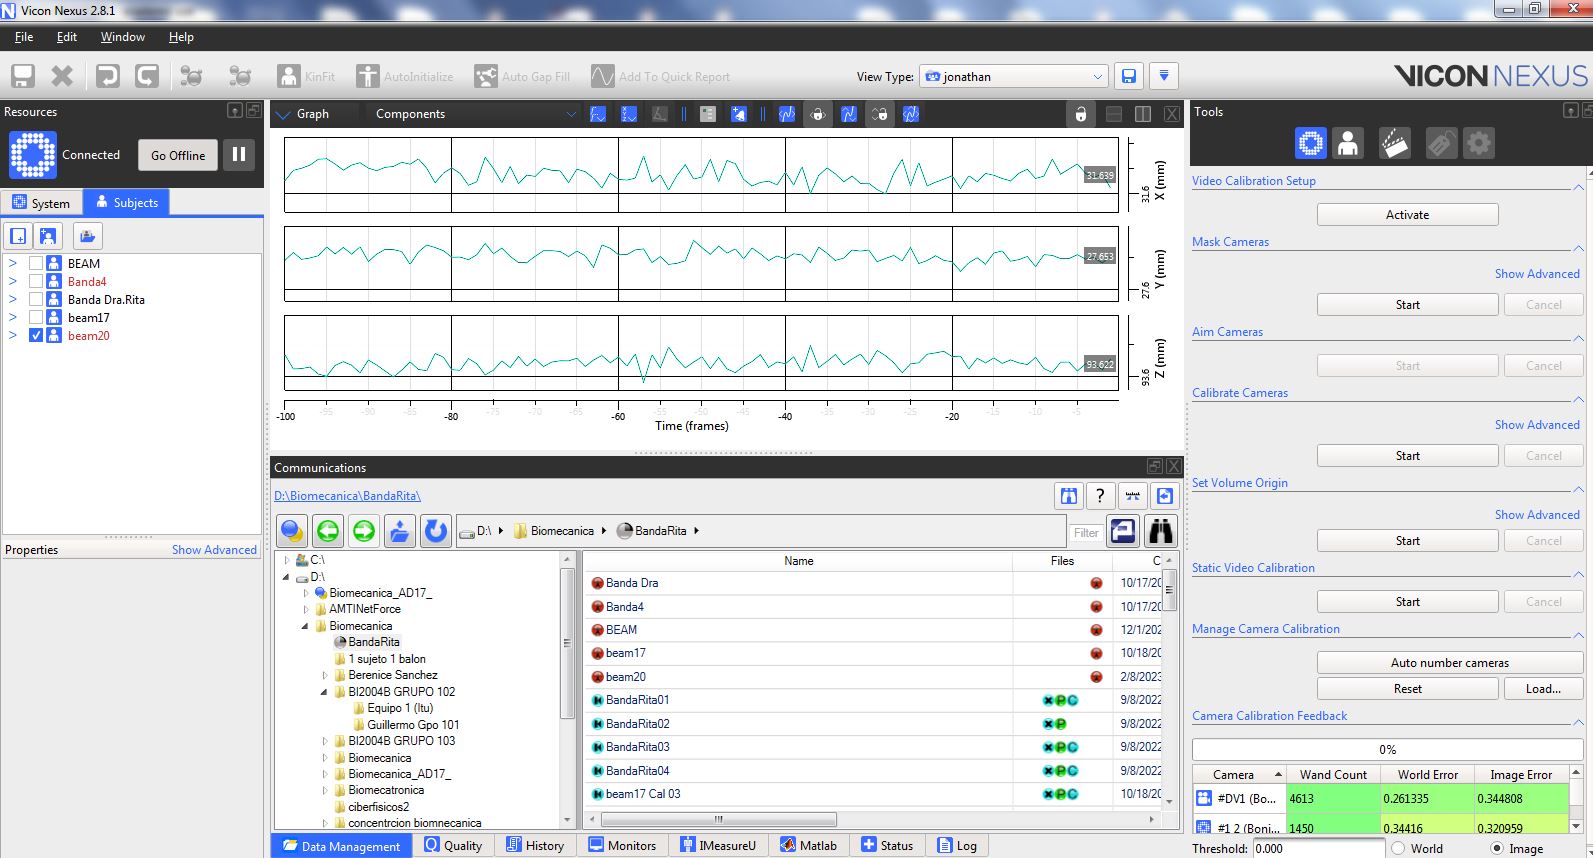 Vicon Nexus 2.8.1
File Edit Window Help
KinFit AutoInitialize Auto Gap Fill Add To Quick Report View Type: jonathan VICON NEXUS
Resources
Connected Go Offline
System Subjects
BEAM
Banda4
Banda Dra.Rita
beam17
beam20
Properties Show Advanced
Graph Components
31.639 31.6 X (mm)
27.653 27.6 Y (mm)
93.622 93.6 Z (mm)
-100 -95 -90 -85 -80 -75 -70 -65 -60 -55 -50 -45 -40 -35 -30 -25 -20 -15 -10 -5
Time (frames)
Communications
D:\Biomecanica\BandaRita\
D:\ Biomecanica BandaRita Filter
C:\
D:\
Biomecanica_AD17_
AMTINetForce
Biomecanica
BandaRita
1 sujeto 1 balon
Berenice Sanchez
BI2004B GRUPO 102
Equipo 1 (Itu)
Guillermo Gpo 101
BI2004B GRUPO 103
Biomecanica
Biomecanica_AD17_
Biomecatronica
ciberfisicos2
concentrcion biomnecanica
Name Files C
Banda Dra 10/17/20
Banda4 10/17/20
BEAM 12/1/202
beam17 10/18/20
beam20 2/8/2023
BandaRita01 X P C 9/8/2022
BandaRita02 X P 9/8/2022
BandaRita03 X P C 9/8/2022
BandaRita04 X P C 9/8/2022
beam17 Cal 03 X P C 10/18/20
Data Management Quality History Monitors IMeasureU Matlab Status Log
Tools
Video Calibration Setup
Activate
Mask Cameras
Show Advanced
Start Cancel
Aim Cameras
Start Cancel
Calibrate Cameras
Show Advanced
Start Cancel
Set Volume Origin
Show Advanced
Start Cancel
Static Video Calibration
Start Cancel
Manage Camera Calibration
Auto number cameras
Reset Load...
Camera Calibration Feedback
0%
Camera Wand Count World Error Image Error
#DV1 (Bo... 4613 0.261335 0.344808
#1 2 (Boni... 1450 0.34416 0.320959
Threshold: 0.000 World Image